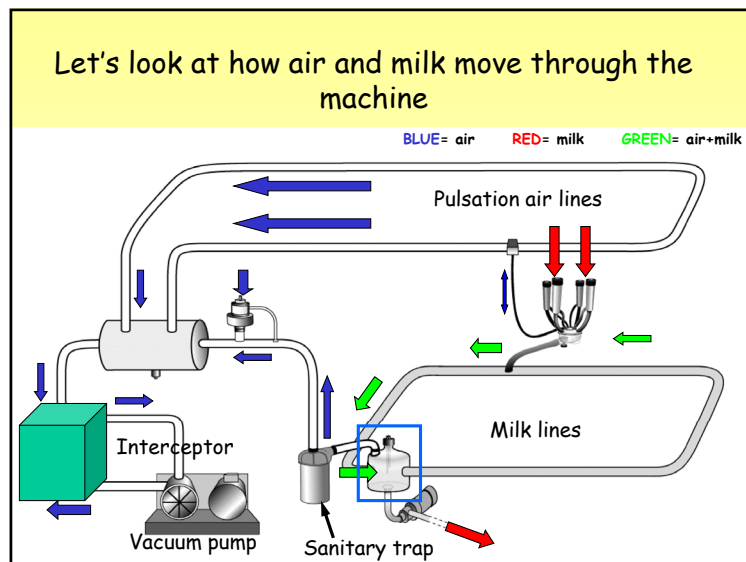 Let's look at how air and milk move through the
machine
BLUE= air RED= milk GREEN= air+milk
Pulsation air lines
Milk lines
Interceptor
Vacuum pump
Sanitary trap